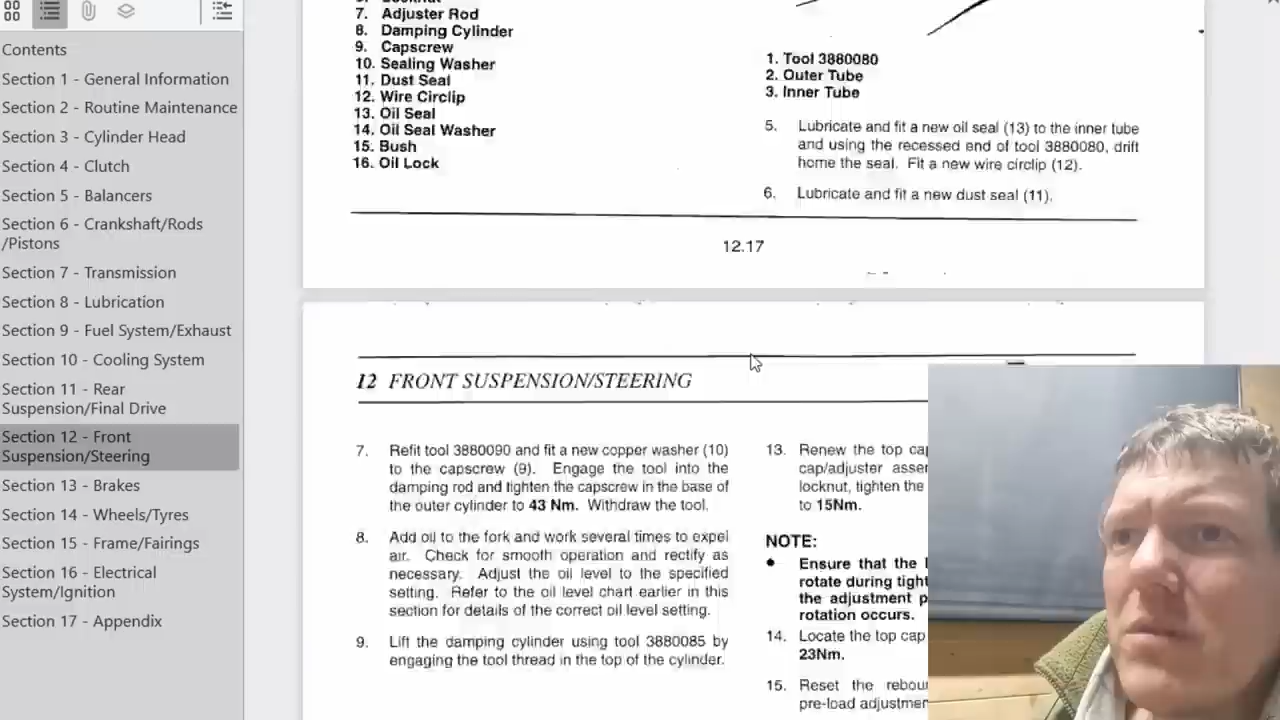 Contents
Section 1 - General Information
Section 2 - Routine Maintenance
Section 3 - Cylinder Head
Section 4 - Clutch
Section 5 - Balancers
Section 6 - Crankshaft/Rods
/Pistons
Section 7 - Transmission
Section 8 - Lubrication
Section 9 - Fuel System/Exhaust
Section 10 - Cooling System
Section 11 - Rear
Suspension/Final Drive
Section 12 - Front
Suspension/Steering
Section 13 - Brakes
Section 14 - Wheels/Tyres
Section 15 - Frame/Fairings
Section 16 - Electrical
System/Ignition
Section 17 - Appendix
7. Adjuster Rod
8. Damping Cylinder
9. Capscrew
10. Sealing Washer
11. Dust Seal
12. Wire Circlip
13. Oil Seal
14. Oil Seal Washer
15. Bush
16. Oil Lock
1. Tool 3880080
2. Outer Tube
3. Inner Tube
5. Lubricate and fit a new oil seal (13) to the inner tube
and using the recessed end of tool 3880080, drift
home the seal. Fit a new wire circlip (12).
6. Lubricate and fit a new dust seal (11).
12.17
12 FRONT SUSPENSION/STEERING
7. Refit tool 3880090 and fit a new copper washer (10)
to the capscrew (9). Engage the tool into the
damping rod and tighten the capscrew in the base of
the outer cylinder to 43 Nm. Withdraw the tool.
8. Add oil to the fork and work several times to expel
air. Check for smooth operation and rectify as
necessary. Adjust the oil level to the specified
setting. Refer to the oil level chart earlier in this
section for details of the correct oil level setting.
9. Lift the damping cylinder using tool 3880085 by
engaging the tool thread in the top of the cylinder.
13. Renew the top
cap/adjuster
locknut, tighten the
to 15Nm.
NOTE:
● Ensure that the
rotate during
the adjustment
rotation occurs.
14. Locate the top cap
23Nm.
15. Reset the
pre-load